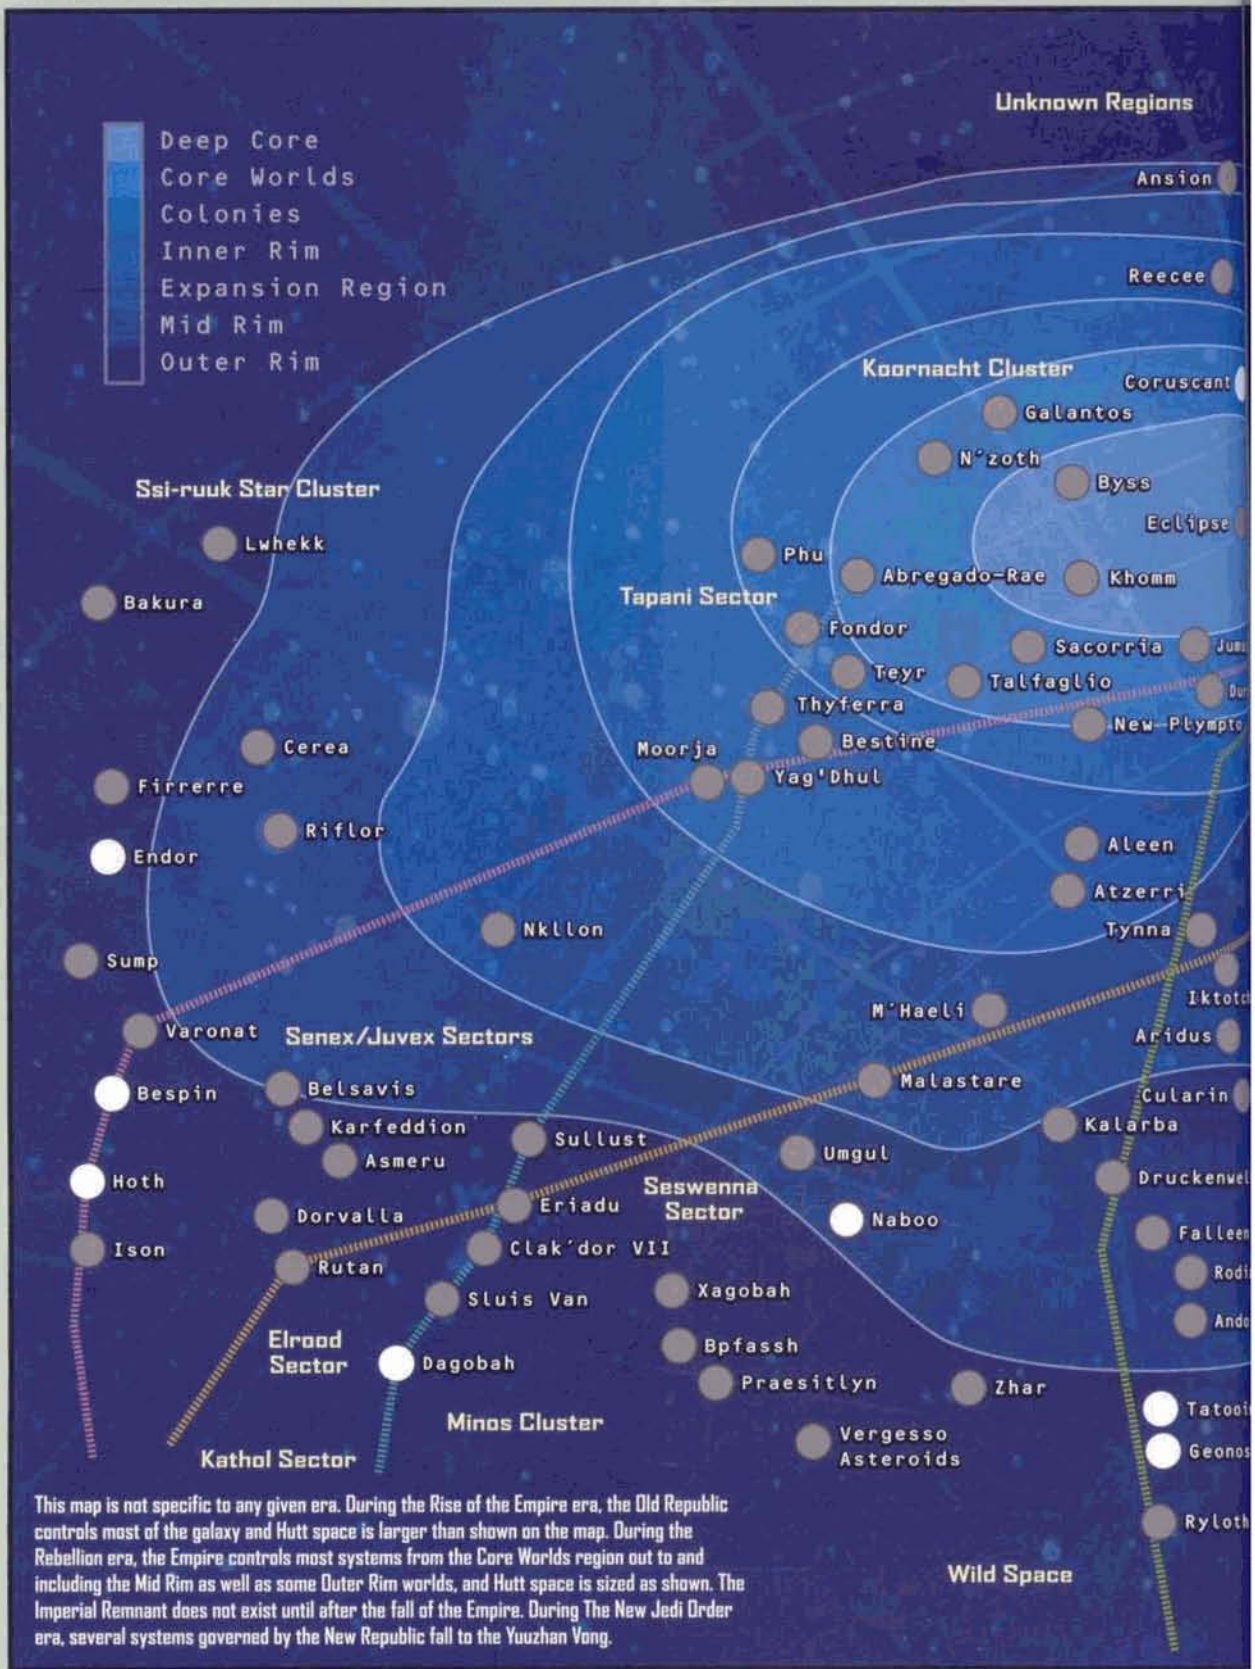 Unknown Regions
Deep Core
Core Worlds
Colonies
Inner Rim
Expansion Region
Mid Rim
Outer Rim
Ansion
Reecee
Koornacht Cluster
Coruscant
Galantos
N'zoth
Byss
Ssi-ruuk Star Cluster
Eclipse
Lwhekk
Phu
Abregado-Rae
Khomm
Bakura
Tapani Sector
Fondor
Sacorria
Teyr
Talfaglio
Thyferra
New Plympto
Cerea
Moorja
Bestine
Yag'Dhul
Firrerre
Riflor
Endor
Aleen
Atzerri
Nkllon
Tynna
Sump
Iktotch
M'Haeli
Varonat
Senex/Juvex Sectors
Aridus
Malastare
Bespin
Belsavis
Cularin
Karfeddion
Kalarba
Sullust
Asmeru
Umgul
Hoth
Druckenwel
Seswenna
Sector
Eriadu
Dorvalla
Naboo
Ison
Clak'dor VII
Falleen
Rutan
Rodi
Xagobah
Sluis Van
Ando
Elrood
Sector
Bpfassh
Dagobah
Praesitlyn
Zhar
Minos Cluster
Tatooi
Vergesso
Asteroids
Geonos
Kathol Sector
This map is not specific to any given era. During the Rise of the Empire era, the Old Republic
controls most of the galaxy and Hutt space is larger than shown on the map. During the
Rebellion era, the Empire controls most systems from the Core Worlds region out to and
including the Mid Rim as well as some Outer Rim worlds, and Hutt space is sized as shown. The
Imperial Remnant does not exist until after the fall of the Empire. During The New Jedi Order
era, several systems governed by the New Republic fall to the Yuuzhan Vong.
Ryloth
Wild Space